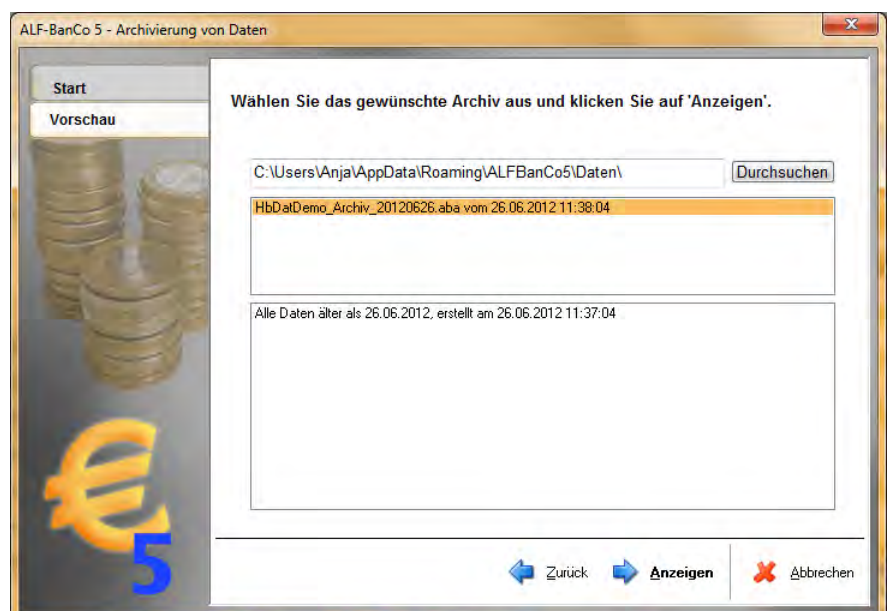 ALF-BanCo 5 - Archivierung von Daten
Start
Vorschau
Wählen Sie das gewünschte Archiv aus und klicken Sie auf 'Anzeigen'.
C:\Users\Anja\AppData\Roaming\ALFBanCo5\Daten\
Durchsuchen
HbDatDemo_Archiv_20120626.aba vom 26.06.2012 11:38:04
Alle Daten älter als 26.06.2012, erstellt am 26.06.2012 11:37:04
€
5
Zurück
Anzeigen
Abbrechen